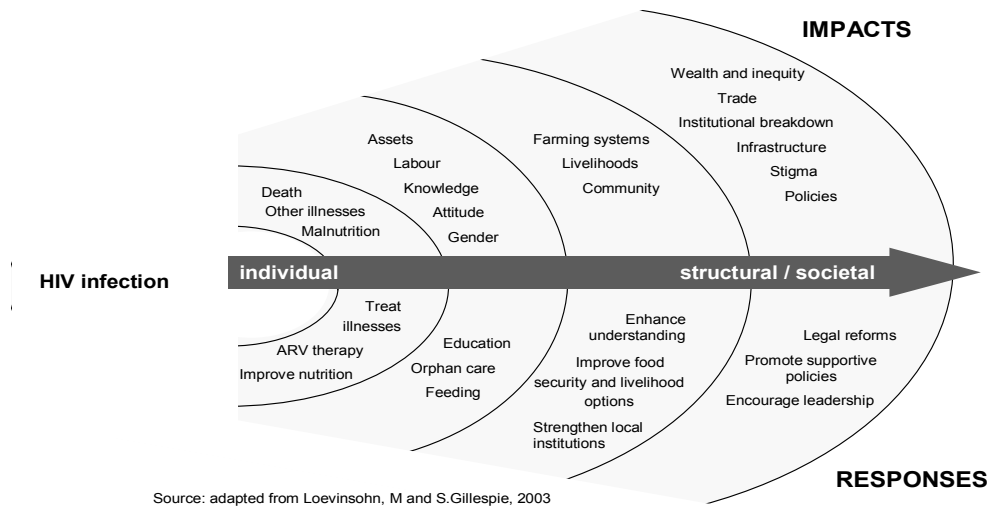 IMPACTS
Wealth and inequity
Trade
Institutional breakdown
Infrastructure
Stigma
Policies
Farming systems
Livelihoods
Community
Assets
Labour
Knowledge
Attitude
Gender
Death
Other illnesses
Malnutrition
HIV infection
individual
structural / societal
Treat
illnesses
ARV therapy
Improve nutrition
Education
Orphan care
Feeding
Enhance
understanding
Improve food
security and livelihood
options
Strengthen local
institutions
Legal reforms
Promote supportive
policies
Encourage leadership
RESPONSES
Source: adapted from Loevinsohn, M and S.Gillespie, 2003